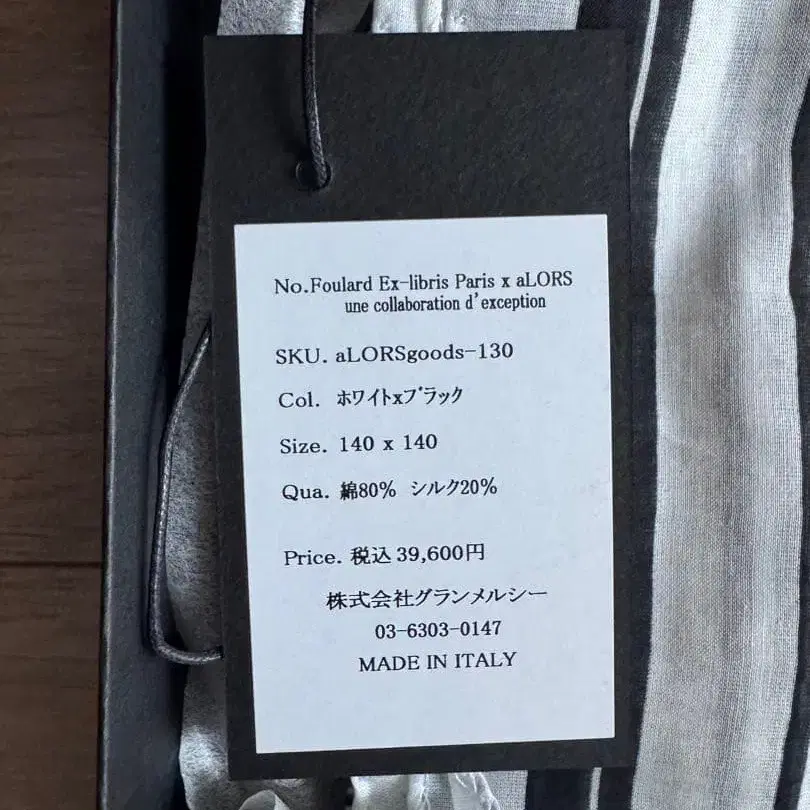 No.Foulard Ex-libris Paris x aLORS
une collaboration d'exception
SKU. aLORSgoods-130
Col. ホワイトxブラック
Size. 140 x 140
Qua. 綿80% シルク20%
Price. 税込 39,600円
株式会社グランメルシー
03-6303-0147
MADE IN ITALY